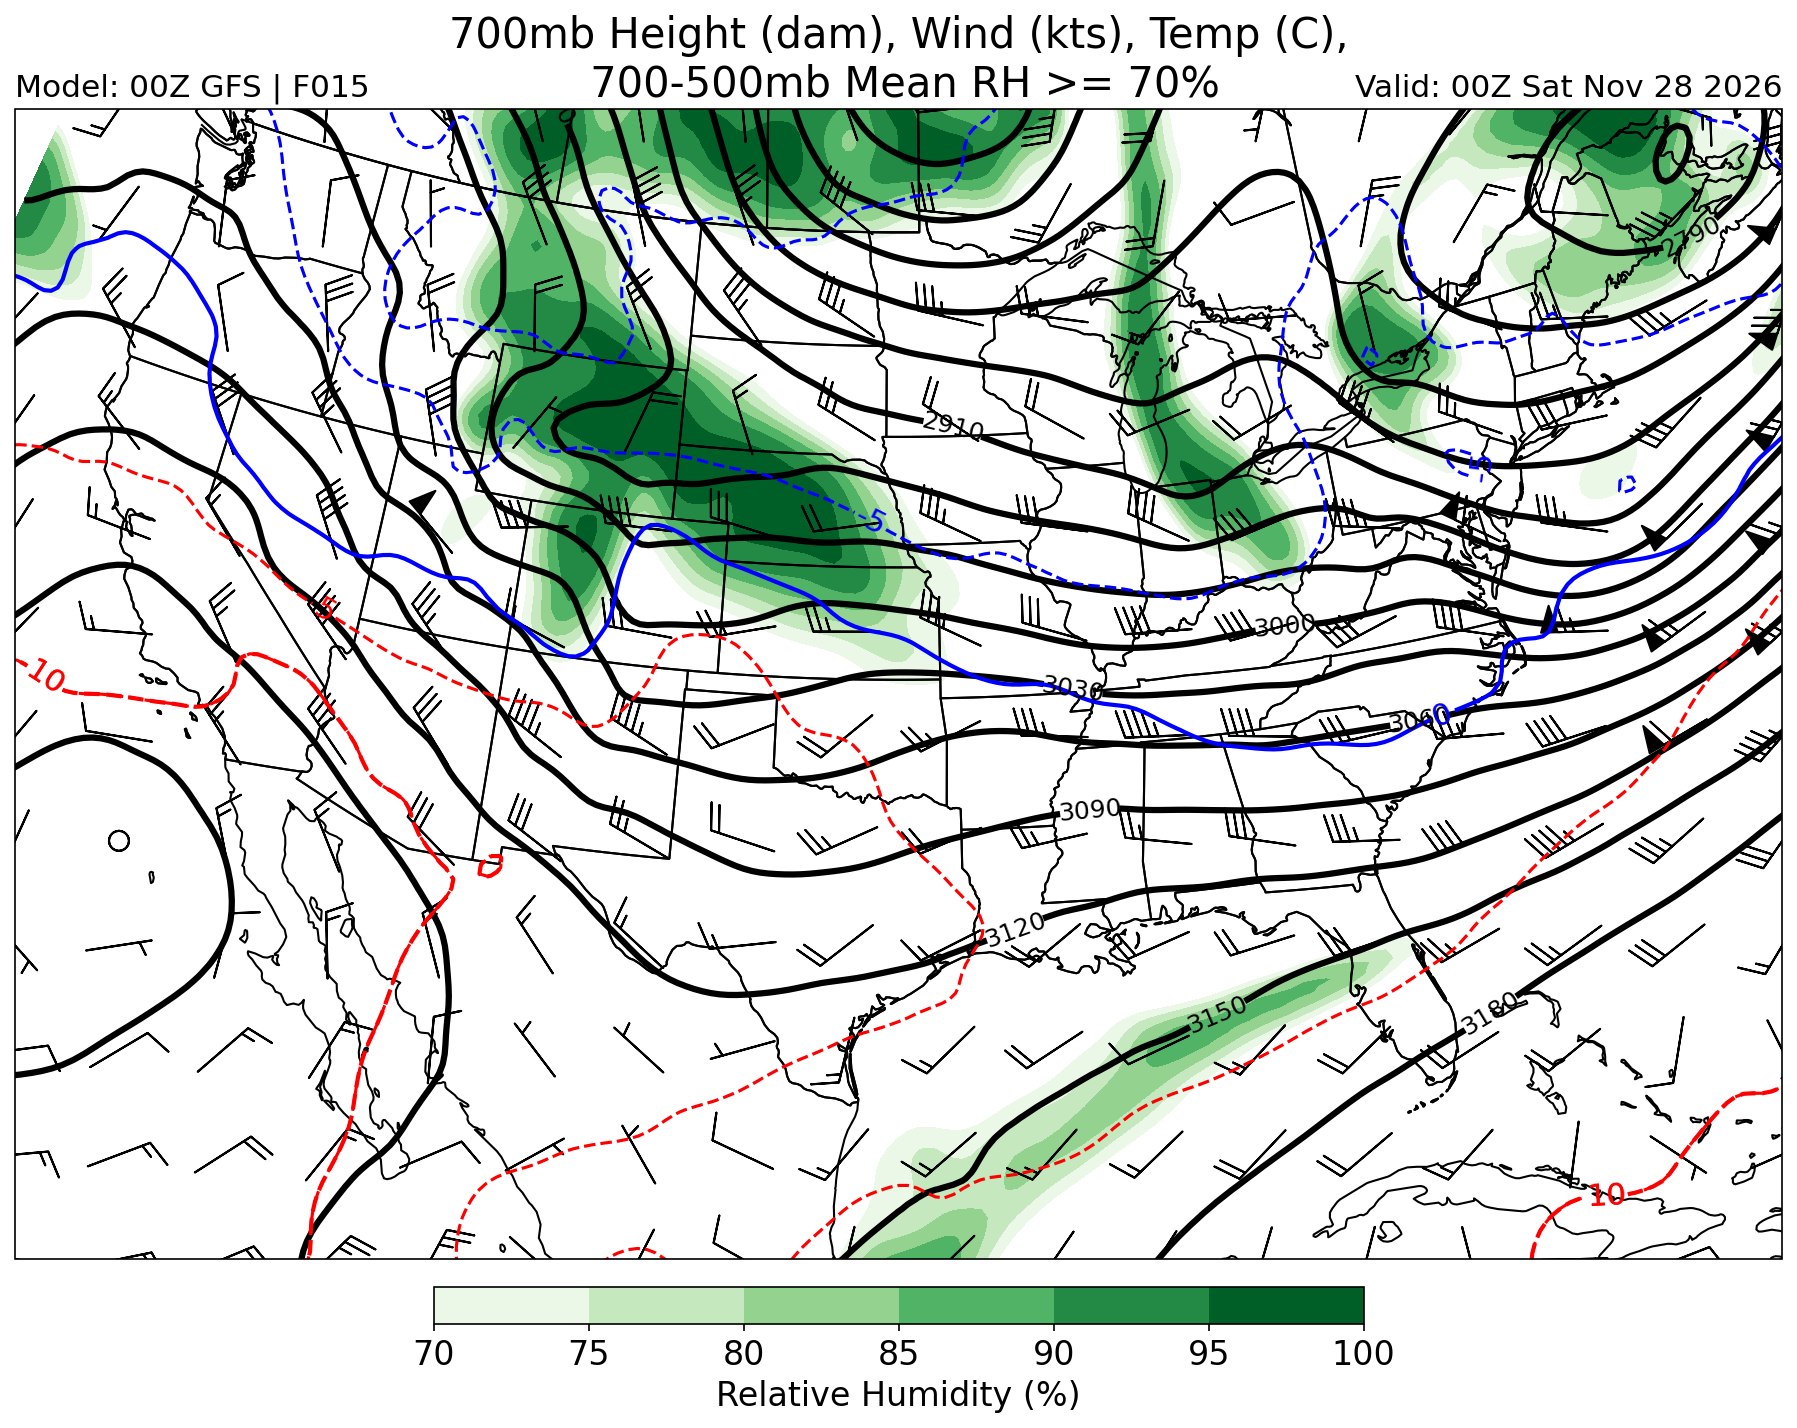 700mb Height (dam), Wind (kts), Temp (C),
700-500mb Mean RH >= 70%
Model: 00Z GFS | F015
Valid: 00Z Sat Nov 28 2026
2790
2910
-5
-5
5
3000
10
3030
3060
0
3090
3120
3150
3180
10
70 75 80 85 90 95 100
Relative Humidity (%)